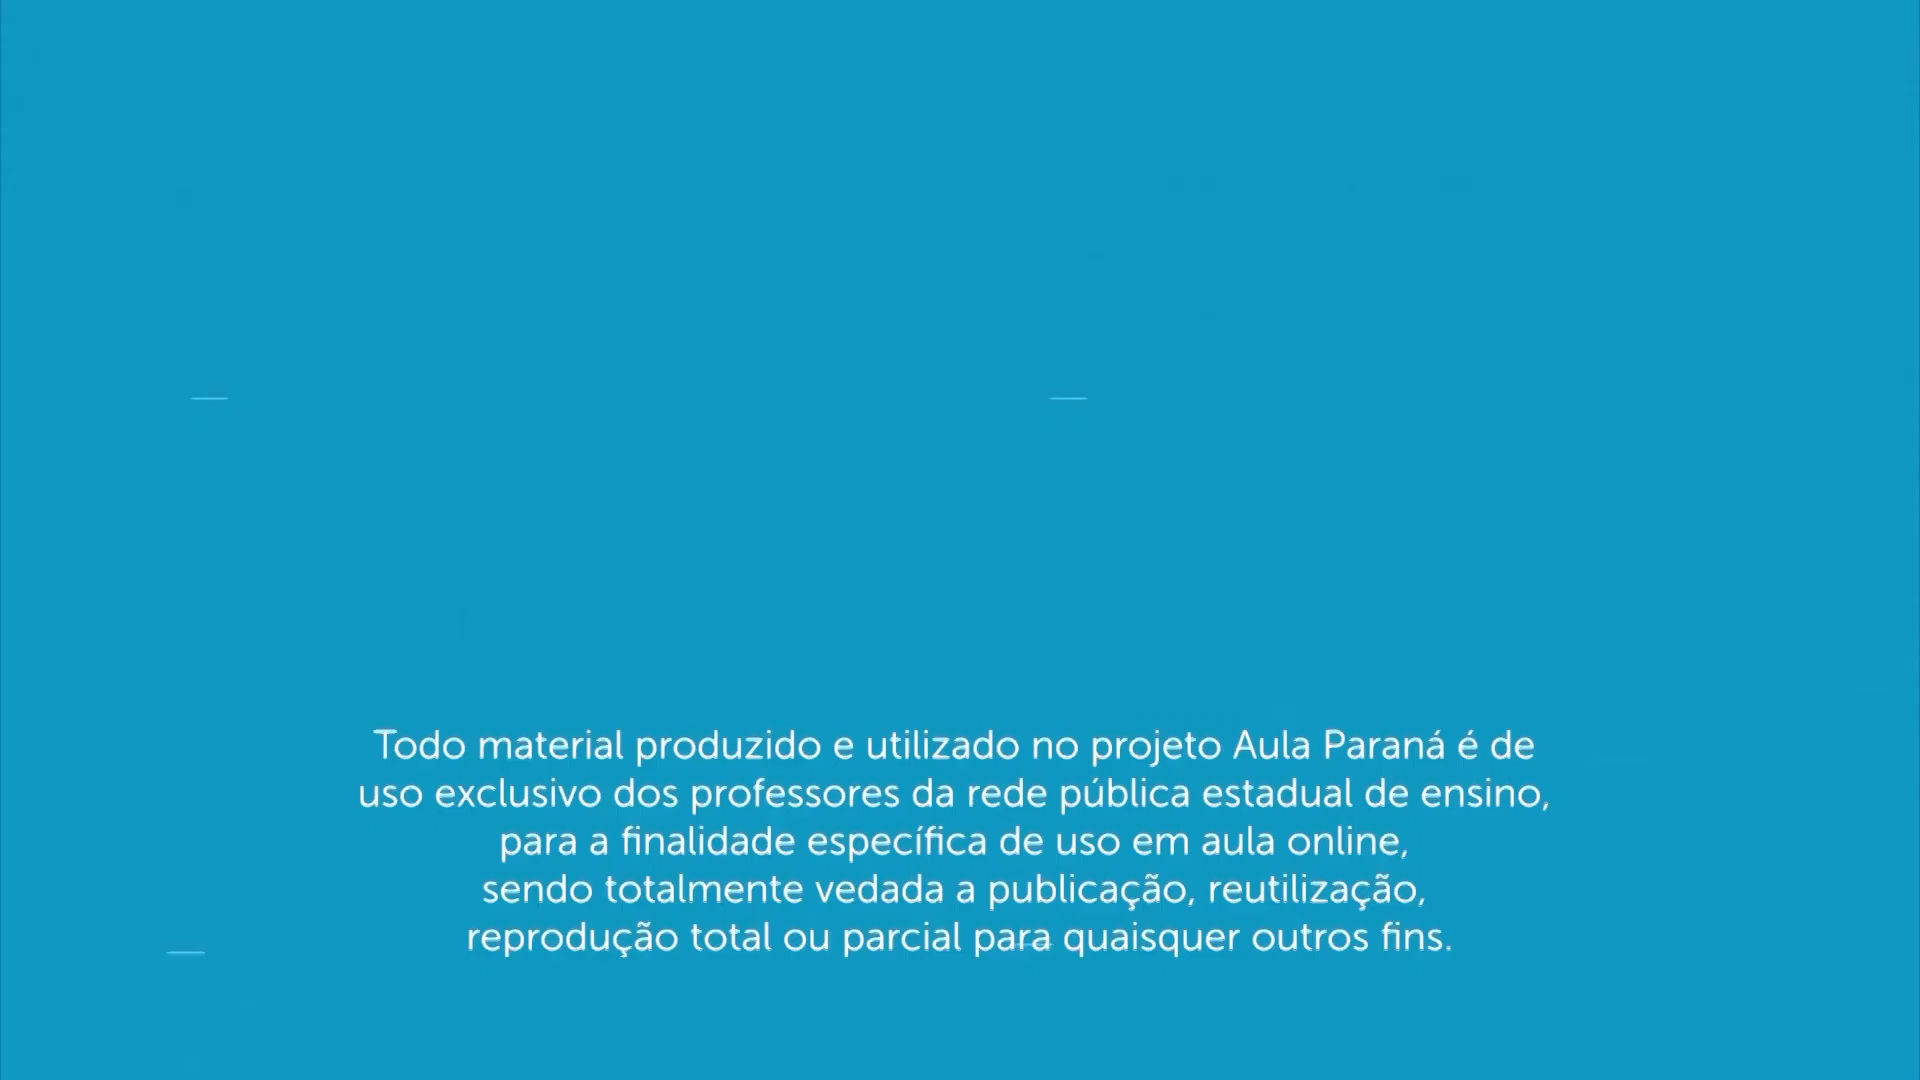 Todo material produzido e utilizado no projeto Aula Paraná é de
uso exclusivo dos professores da rede pública estadual de ensino,
para a finalidade específica de uso em aula online,
sendo totalmente vedada a publicação, reutilização,
reprodução total ou parcial para quaisquer outros fins.